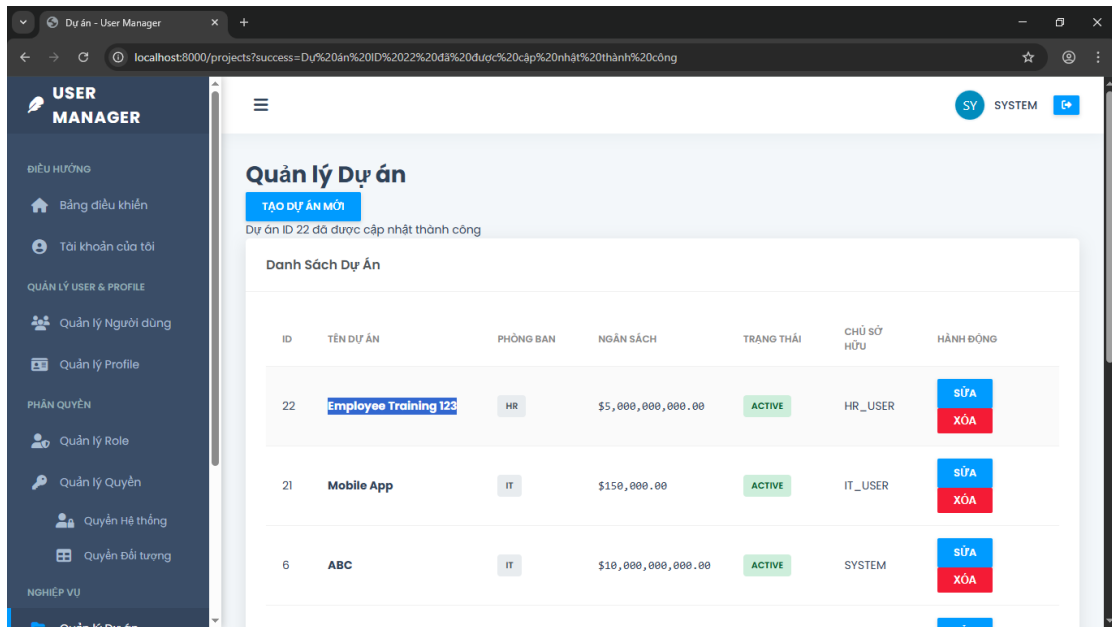 Dự án - User Manager
localhost:8000/projects?success=Dự%20án%20ID%2022%20đã%20được%20cập%20nhật%20thành%20công
USER
MANAGER
SY SYSTEM
ĐIỀU HƯỚNG
Bảng điều khiển
Tài khoản của tôi
QUẢN LÝ USER & PROFILE
Quản lý Người dùng
Quản lý Profile
PHÂN QUYỀN
Quản lý Role
Quản lý Quyền
Quyền Hệ thống
Quyền Đối tượng
NGHIỆP VỤ
Quản lý Dự án
Quản lý Dự án
TẠO DỰ ÁN MỚI
Dự án ID 22 đã được cập nhật thành công
Danh Sách Dự Án
ID TÊN DỰ ÁN PHÒNG BAN NGÂN SÁCH TRẠNG THÁI CHỦ SỞ HỮU HÀNH ĐỘNG
22 Employee Training 123 HR $5,000,000,000.00 ACTIVE HR_USER SỬA
XÓA
21 Mobile App IT $150,000.00 ACTIVE IT_USER SỬA
XÓA
6 ABC IT $10,000,000,000.00 ACTIVE SYSTEM SỬA
XÓA